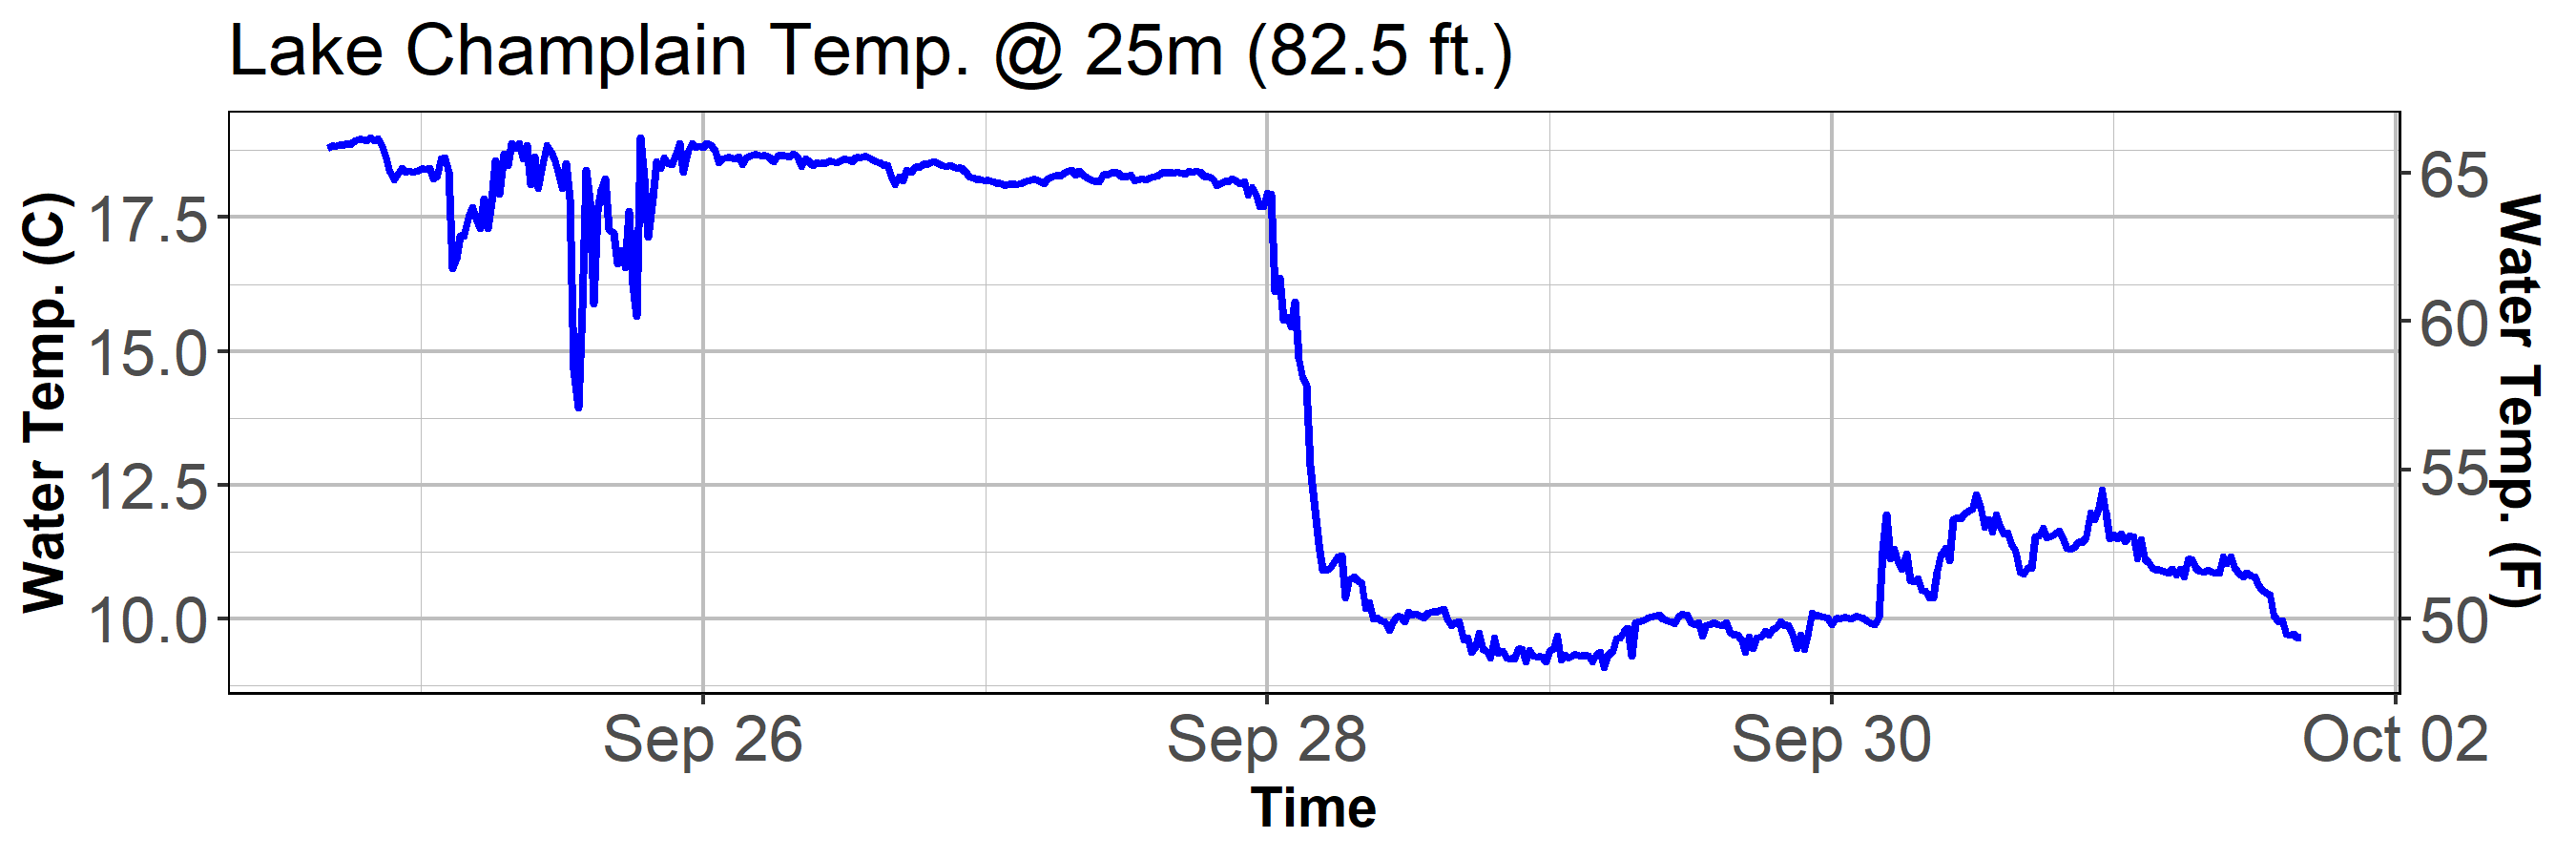 Lake Champlain Temp. @ 25m (82.5 ft.)
Water Temp. (C)
17.5
15.0
12.5
10.0
65
60
55
50
Water Temp. (F)
Sep 26
Sep 28
Sep 30
Oct 02
Time